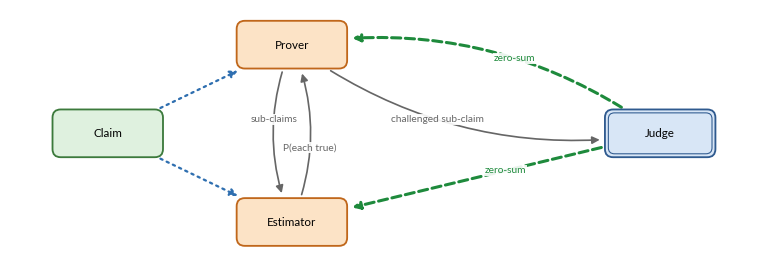 Prover
zero-sum
sub-claims
challenged sub-claim
Claim
Judge
P(each true)
zero-sum
Estimator